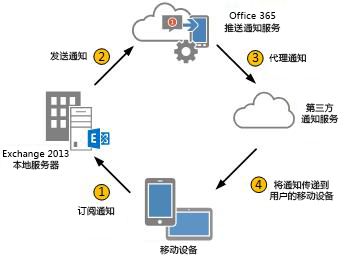 Office 365
推送通知服务
发送通知
2
3
代理通知
第三方
通知服务
Exchange 2013
本地服务器
1
订阅通知
4
将通知传递到
用户的移动设备
移动设备